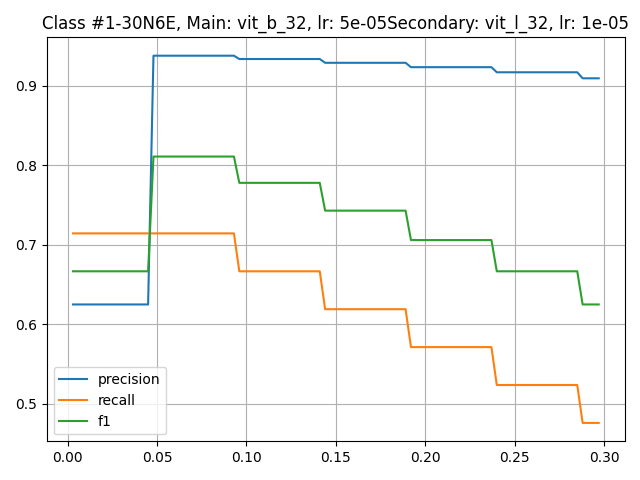 Class #1-30N6E, Main: vit_b_32, lr: 5e-05Secondary: vit_l_32, lr: 1e-05
0.9
0.8
0.7
0.6
0.5
precision
recall
f1
0.00 0.05 0.10 0.15 0.20 0.25 0.30